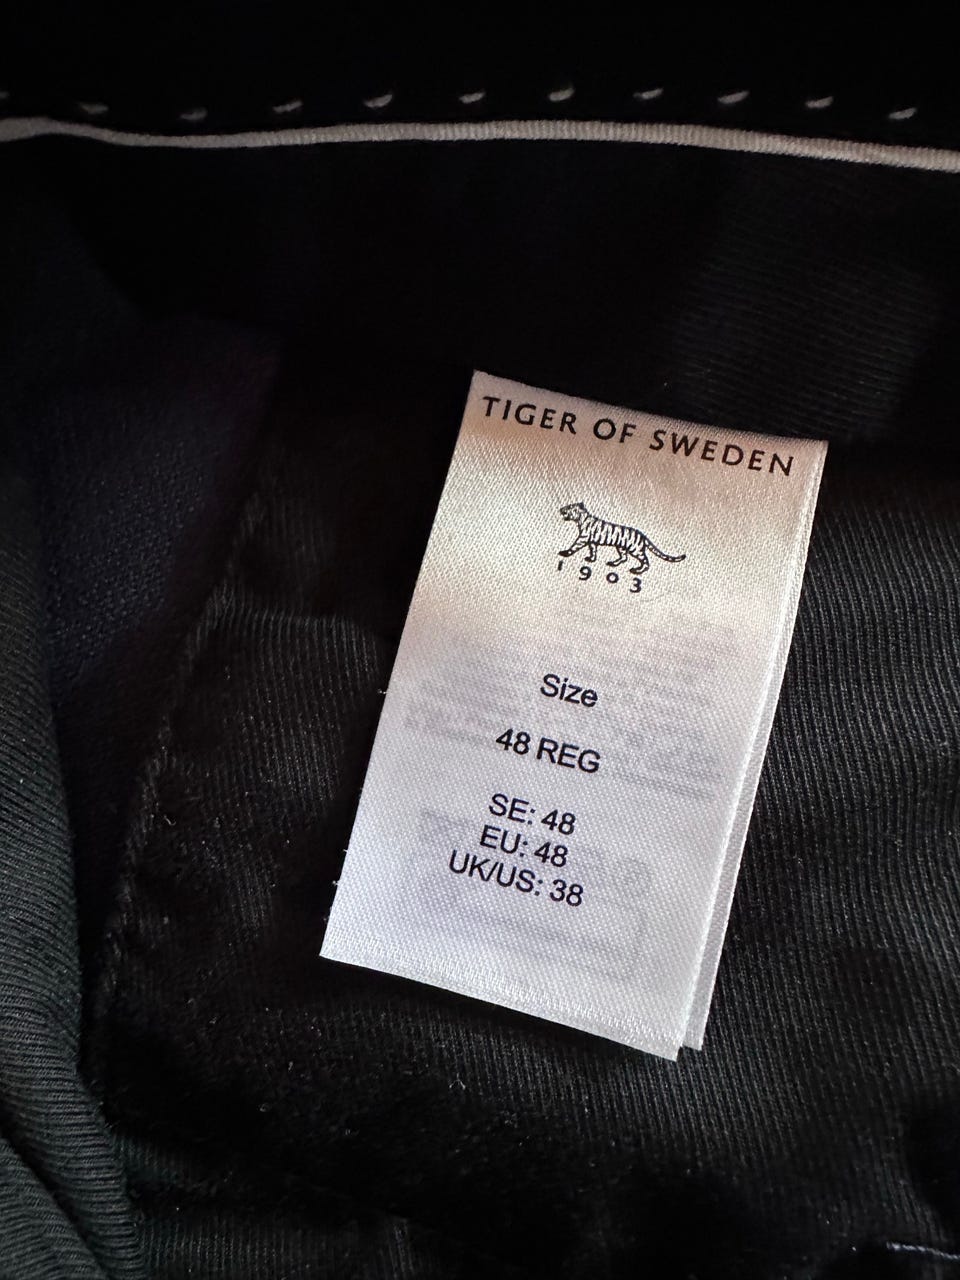 TIGER OF SWEDEN
1903
Size
48 REG
SE: 48
EU: 48
UK/US: 38